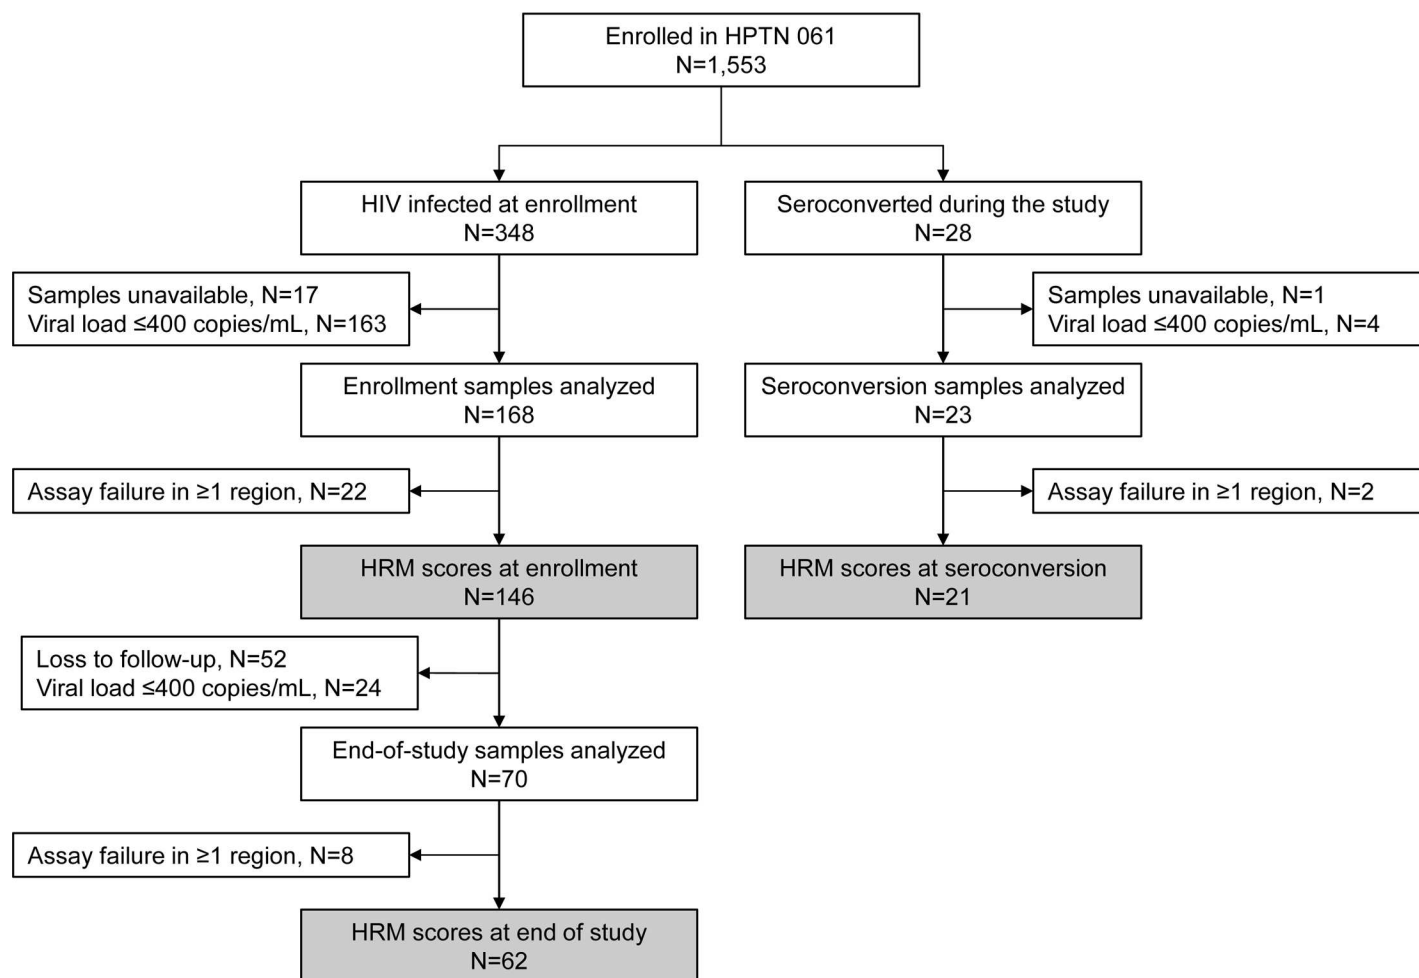 Enrolled in HPTN 061
N=1,553
HIV infected at enrollment
N=348
Seroconverted during the study
N=28
Samples unavailable, N=17
Viral load ≤400 copies/mL, N=163
Samples unavailable, N=1
Viral load ≤400 copies/mL, N=4
Enrollment samples analyzed
N=168
Seroconversion samples analyzed
N=23
Assay failure in ≥1 region, N=22
Assay failure in ≥1 region, N=2
HRM scores at enrollment
N=146
HRM scores at seroconversion
N=21
Loss to follow-up, N=52
Viral load ≤400 copies/mL, N=24
End-of-study samples analyzed
N=70
Assay failure in ≥1 region, N=8
HRM scores at end of study
N=62